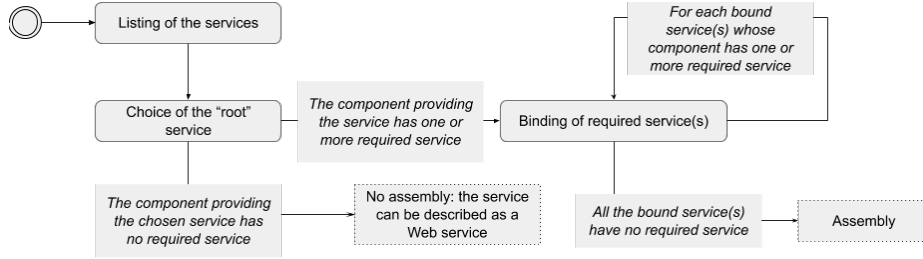 Listing of the services
For each bound
service(s) whose
component has one or
more required service
Choice of the “root”
service
The component providing
the service has one or
more required service
Binding of required service(s)
The component providing
the chosen service has
no required service
No assembly: the service
can be described as a
Web service
All the bound service(s)
have no required service
Assembly